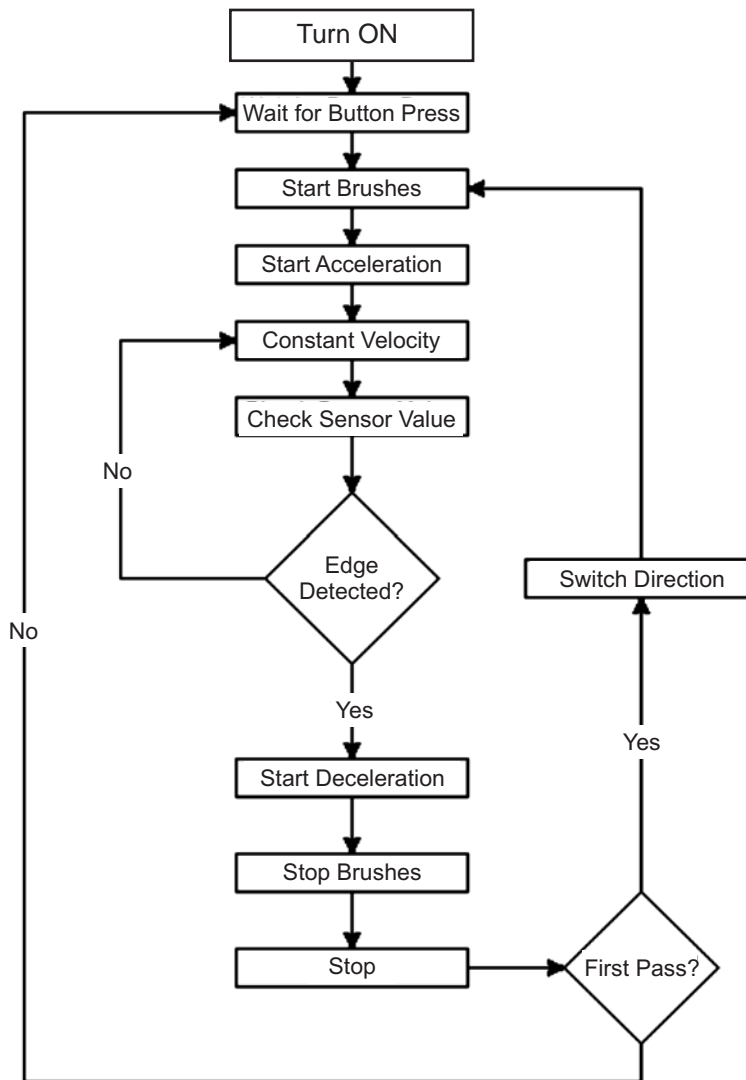 Turn ON
Wait for Button Press
Start Brushes
Start Acceleration
Constant Velocity
Check Sensor Value
No
Edge
Detected?
Switch Direction
No
Yes
Yes
Start Deceleration
Stop Brushes
Stop
First Pass?